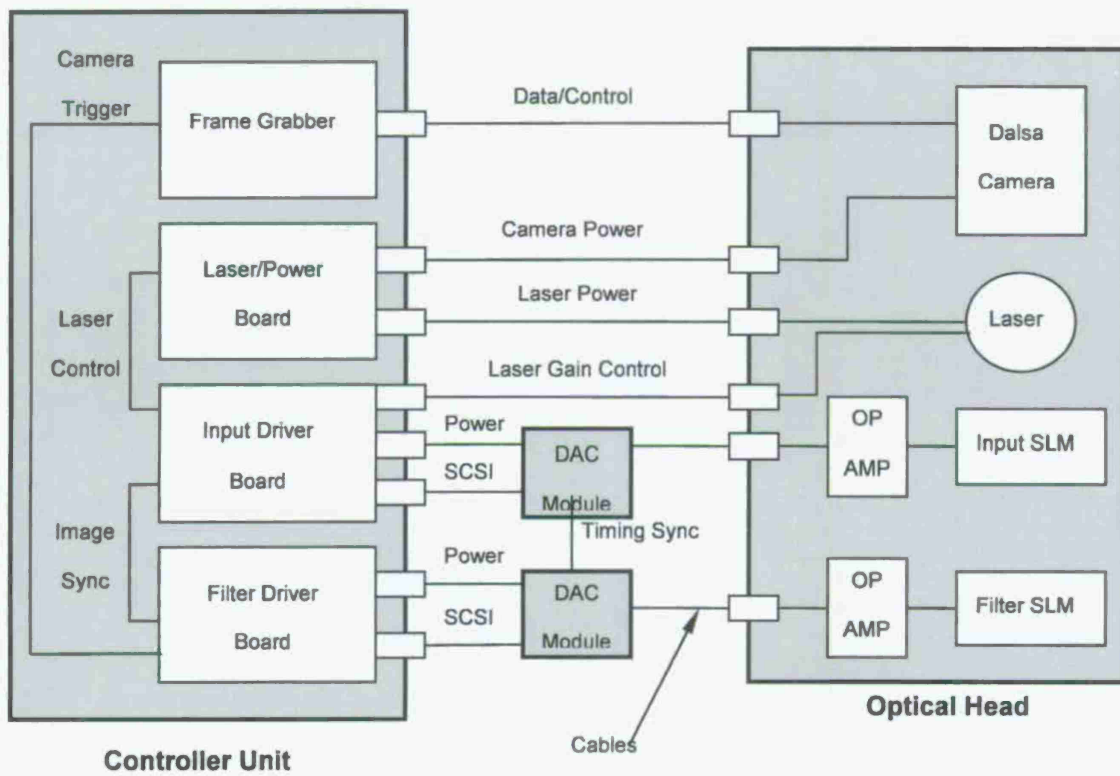 Camera
Trigger
Frame Grabber
Data/Control
Dalsa
Camera
Laser/Power
Board
Camera Power
Laser Power
Laser
Laser
Control
Laser Gain Control
Input Driver
Board
Power
SCSI
DAC
Module
OP
AMP
Input SLM
Timing Sync
Image
Sync
Filter Driver
Board
Power
SCSI
DAC
Module
OP
AMP
Filter SLM
Optical Head
Cables
Controller Unit